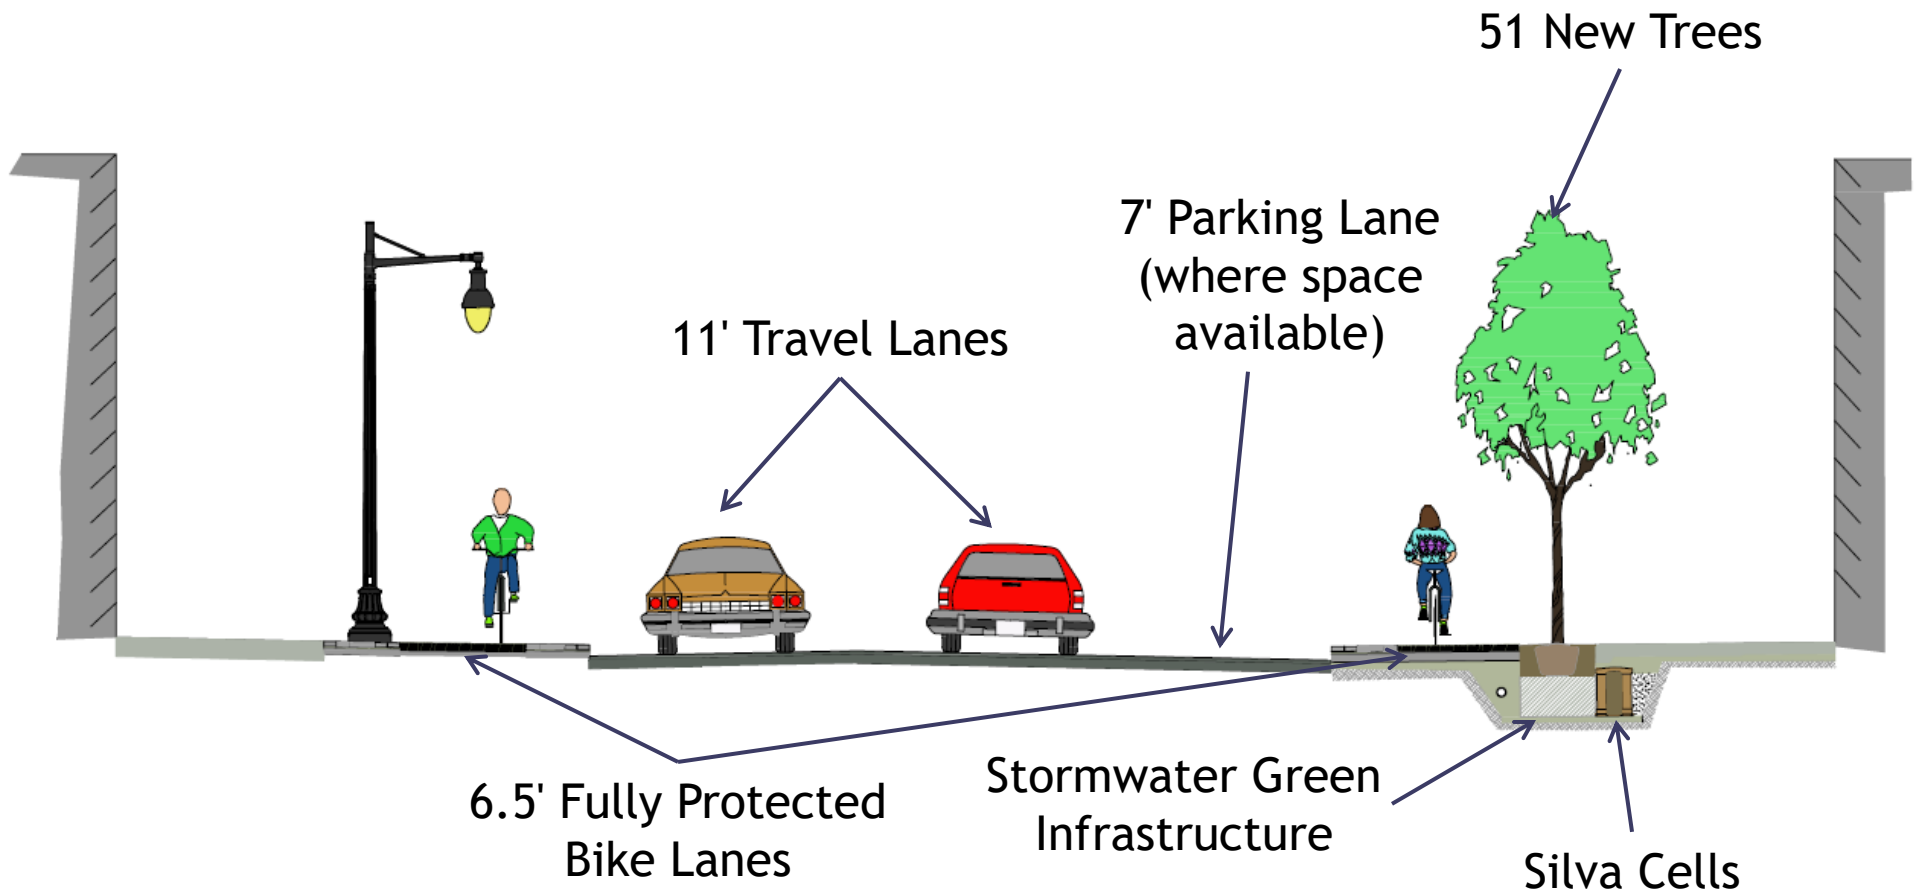 51 New Trees
7' Parking Lane
(where space
available)
11' Travel Lanes
6.5' Fully Protected
Bike Lanes
Stormwater Green
Infrastructure
Silva Cells